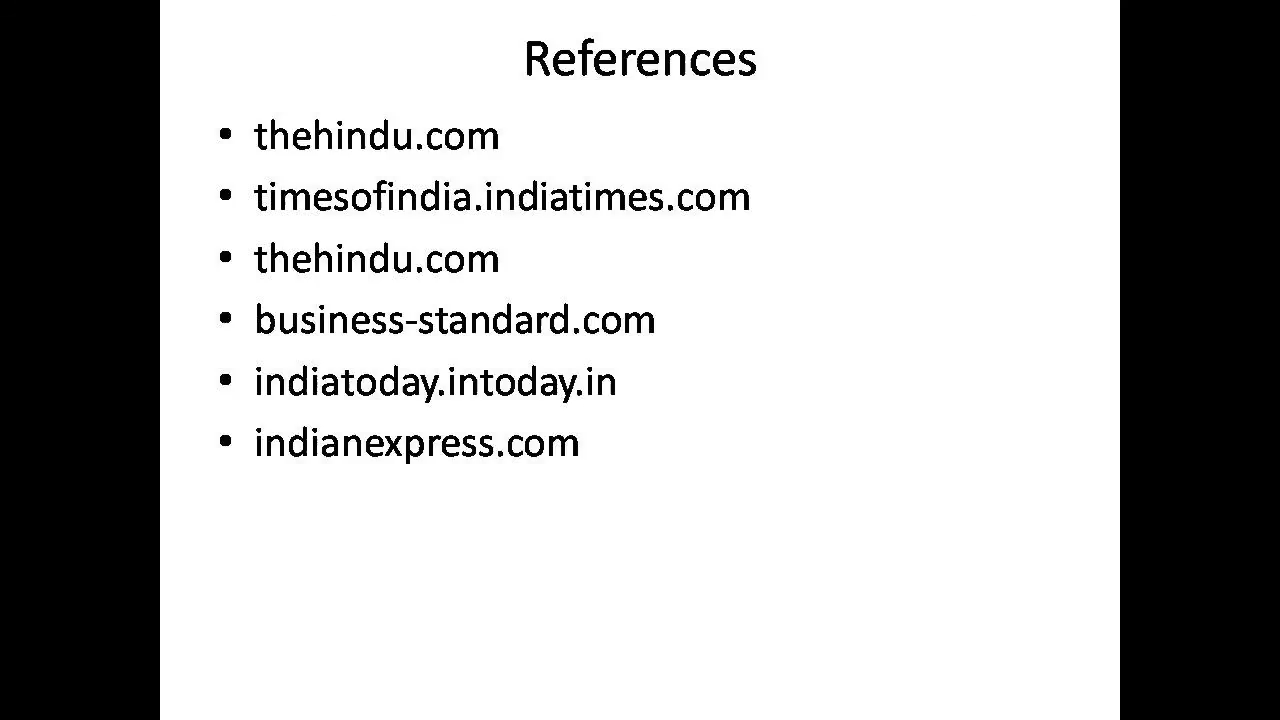 References
• thehindu.com
• timesofindia.indiatimes.com
• thehindu.com
• business-standard.com
• indiatoday.intoday.in
• indianexpress.com